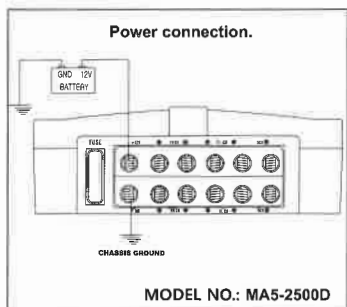 Power connection.
GND 12V
BATTERY
FUSE
CHASSIS GROUND
MODEL NO.: MA5-2500D